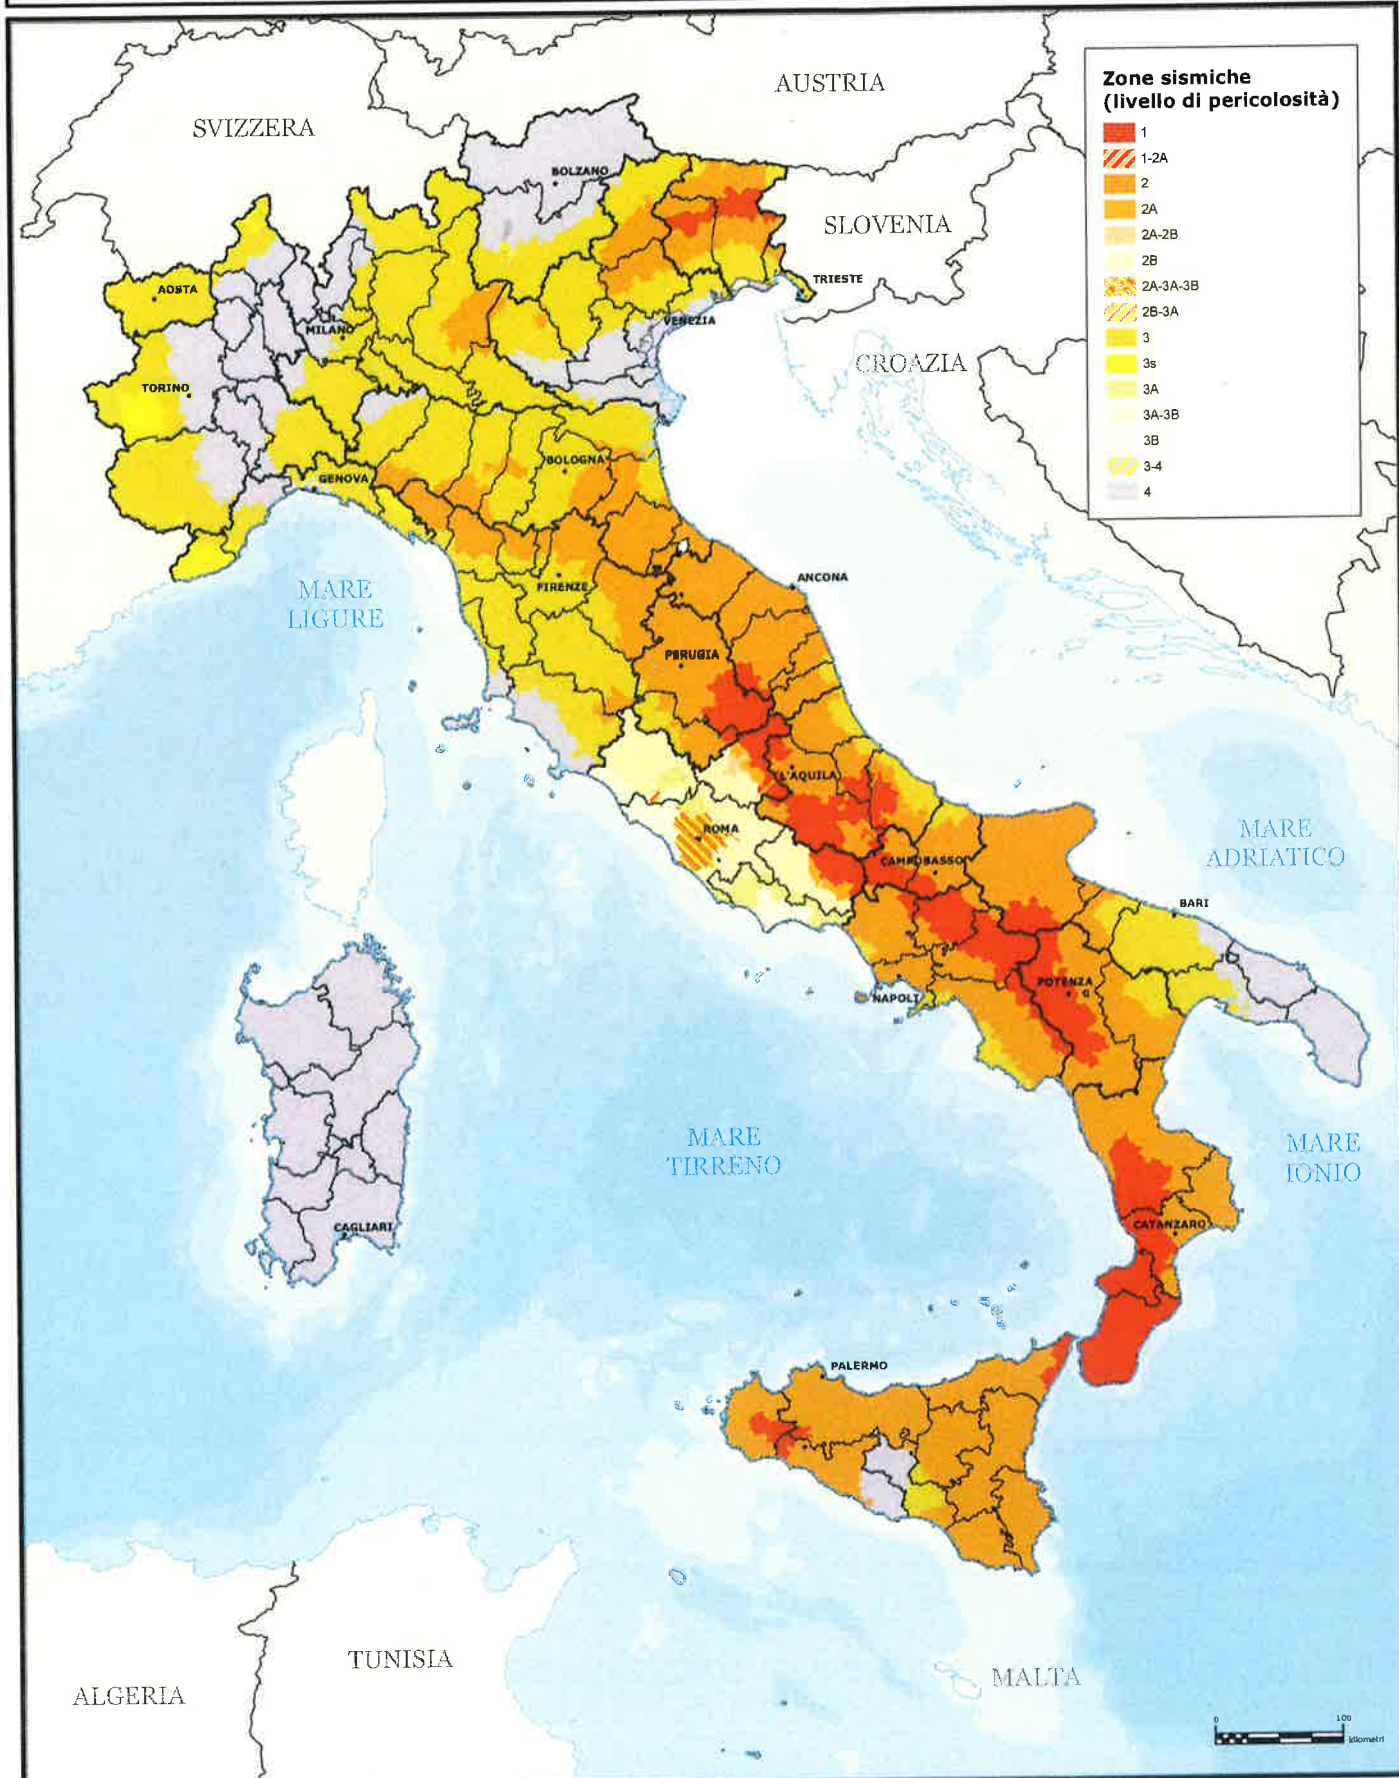 AUSTRIA
SVIZZERA
BOLZANO
SLOVENIA
TRIESTE
AOSTA
MILANO
VENEZIA
CROAZIA
TORINO
BOLOGNA
GENOVA
MARE
LIGURE
FIRENZE
ANCONA
PERUGIA
L'AQUILA
ROMA
CAMPOBASSO
MARE
ADRIATICO
BARI
POTENZA
G
NAPOLI
MARE
TIRRENO
MARE
IONIO
CATANZARO
CAGLIARI
PALERMO
TUNISIA
ALGERIA
MALTA
Zone sismiche
(livello di pericolosità)
1
1-2A
2
2A
2A-2B
2B
2A-3A-3B
2B-3A
3
3s
3A
3A-3B
3B
3-4
4
0 100
kilometri